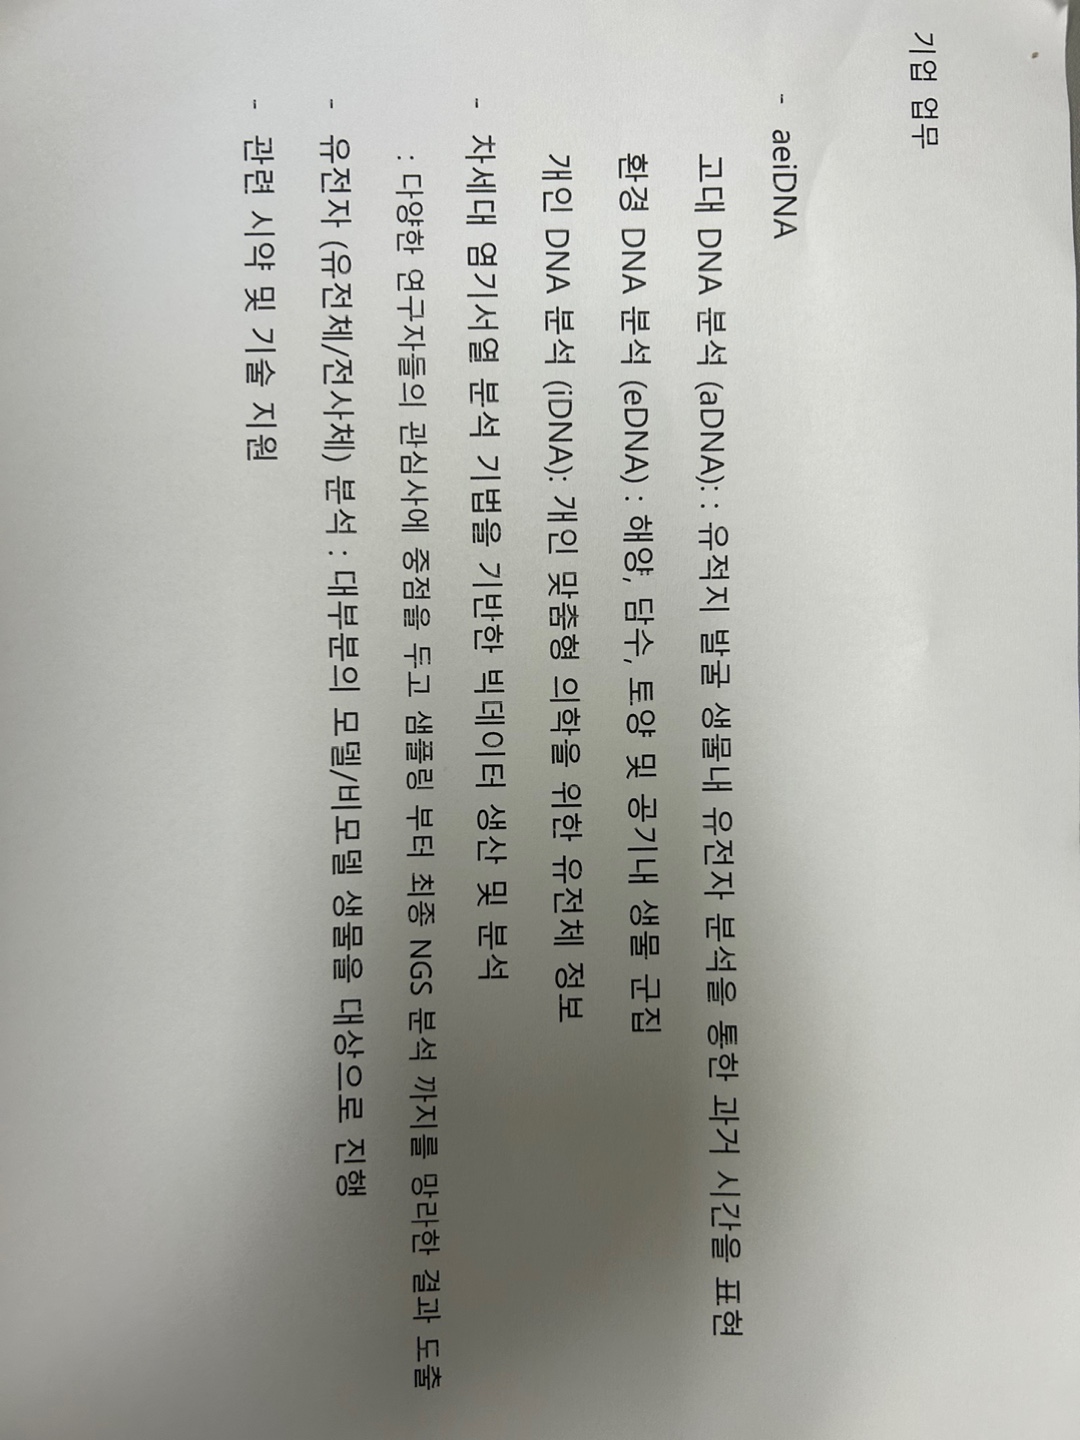 기업 업무
- aeiDNA
고대 DNA 분석 (aDNA): : 유적지 발굴 생물내 유전자 분석을 통한 과거 시간을 표현
환경 DNA 분석 (eDNA) : 해양, 담수, 토양 및 공기내 생물 군집
개인 DNA 분석 (iDNA): 개인 맞춤형 의학을 위한 유전체 정보
- 차세대 염기서열 분석 기법을 기반한 빅데이터 생산 및 분석
: 다양한 연구자들의 관심사에 중점을 두고 샘플링 부터 최종 NGS 분석 까지를 망라한 결과 도출
- 유전자 (유전체/전사체) 분석 : 대부분의 모델/비모델 생물을 대상으로 진행
- 관련 시약 및 기술 지원